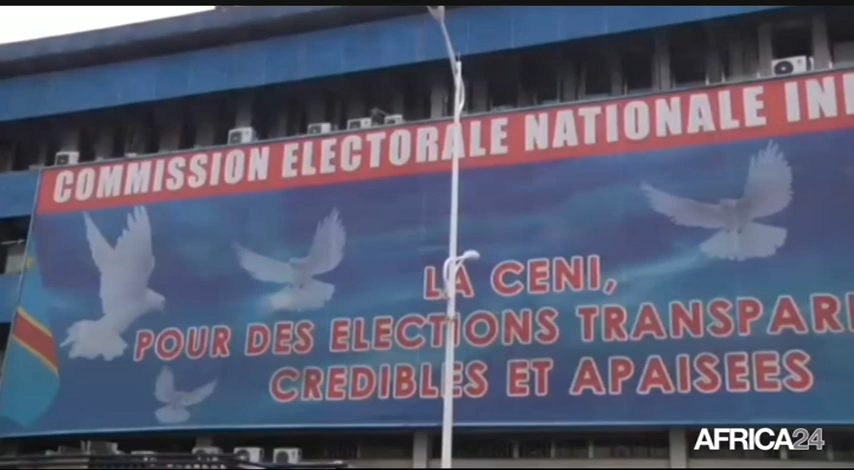 COMMISSION ELECTORALE NATIONALE
LA CENI,
POUR DES ELECTIONS
CREDIBLES ET APAISEES
AFRICA24